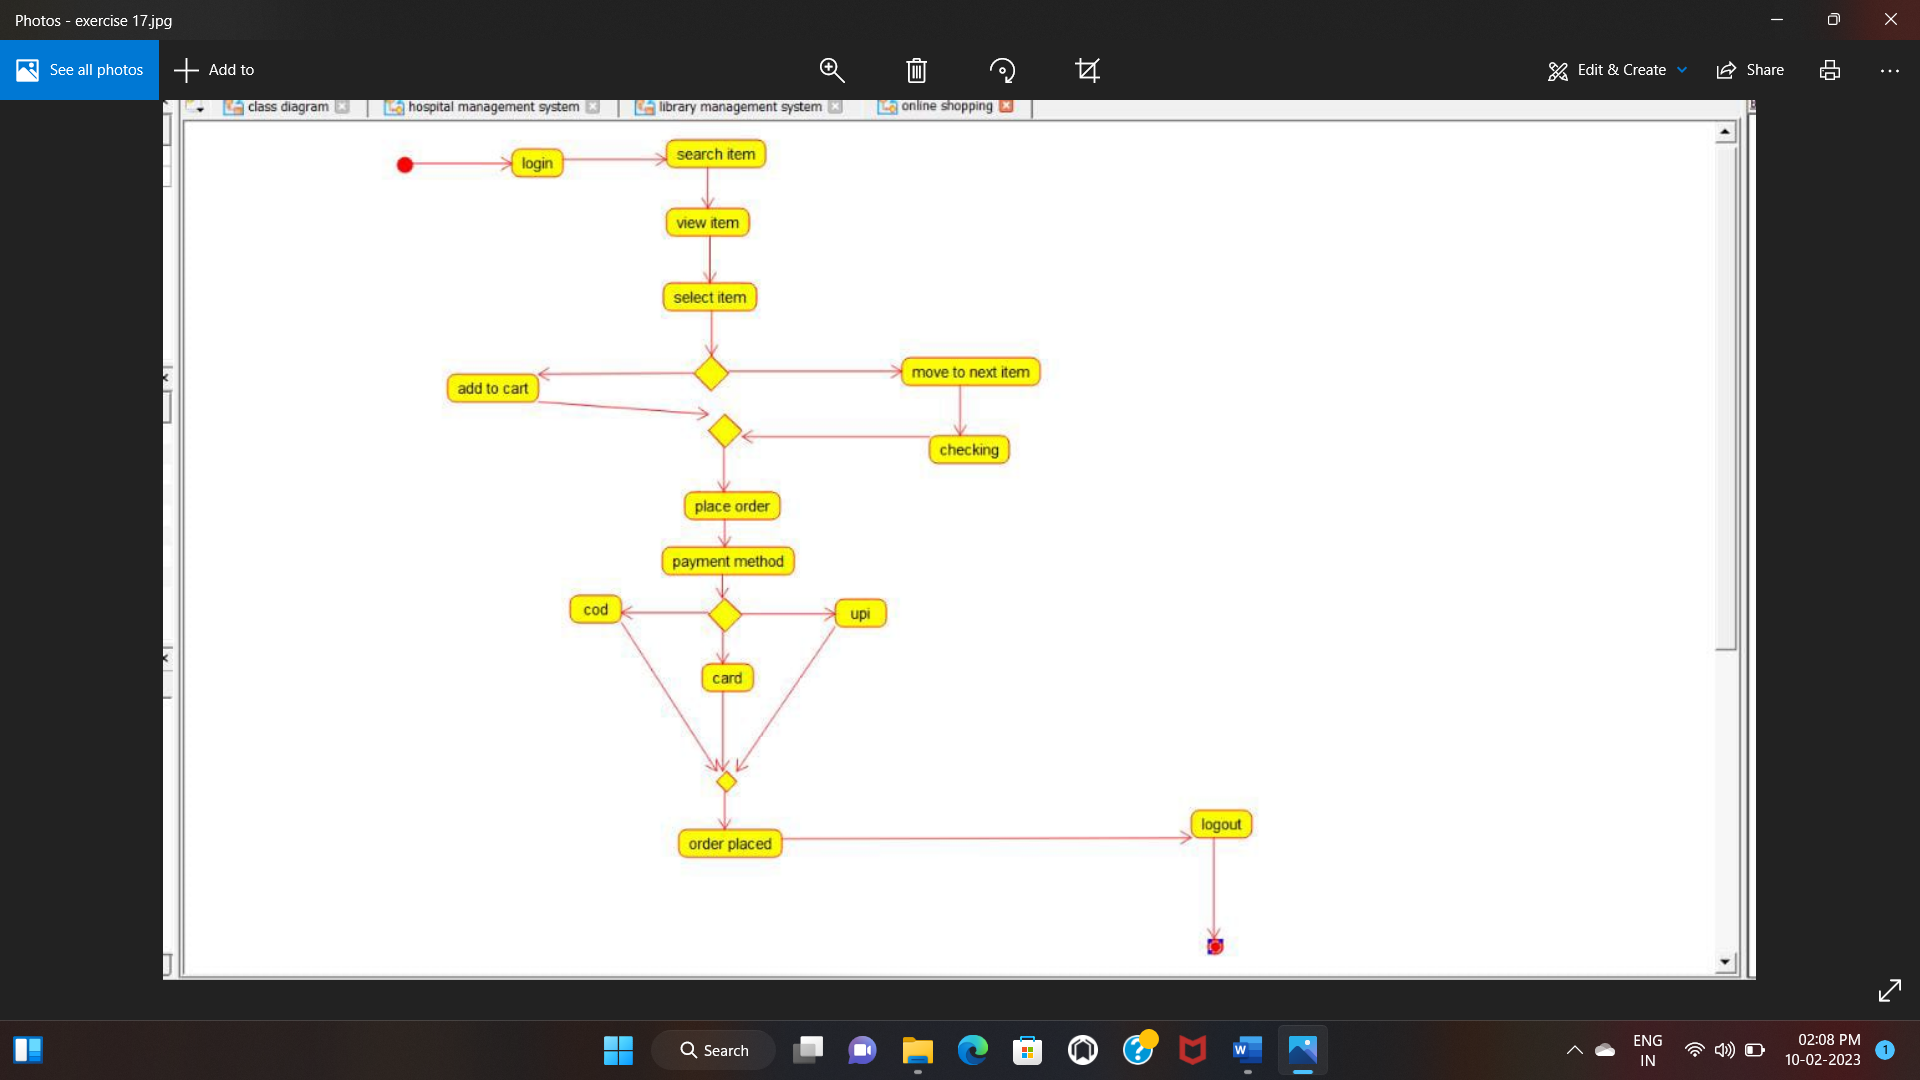 Photos - exercise 17.jpg
See all photos
Add to
Edit & Create
Share
class diagram
hospital management system
library management system
online shopping
login
search item
view item
select item
add to cart
move to next item
checking
place order
payment method
cod
upi
card
order placed
logout
Search
W
ENG
IN
02:08 PM
10-02-2023
1